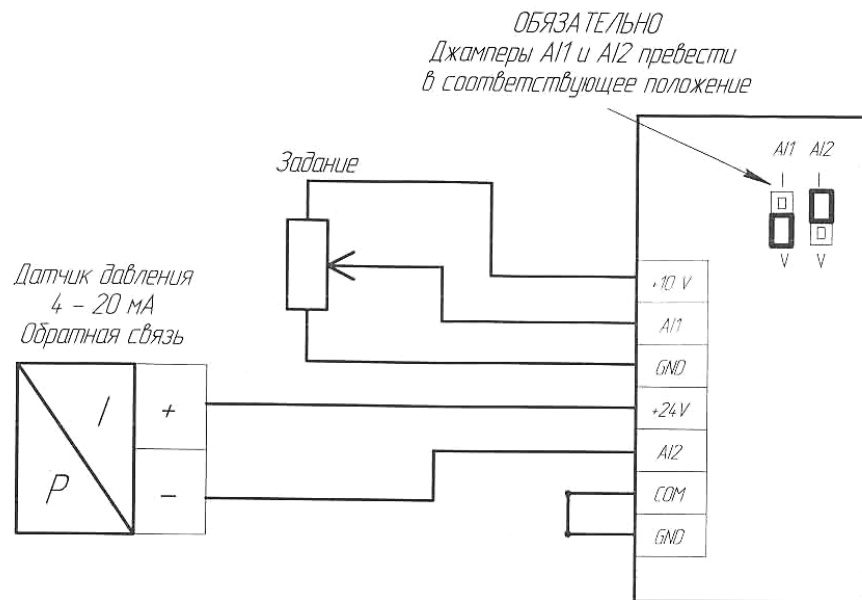 ОБЯЗАТЕЛЬНО
Джамперы AI1 и AI2 превести
в соответствующее положение
AI1 AI2
I I
V V
Задание
Датчик давления
4 - 20 мА
Обратная связь
I
P
+
-
+10 V
AI1
GND
+24V
AI2
COM
GND